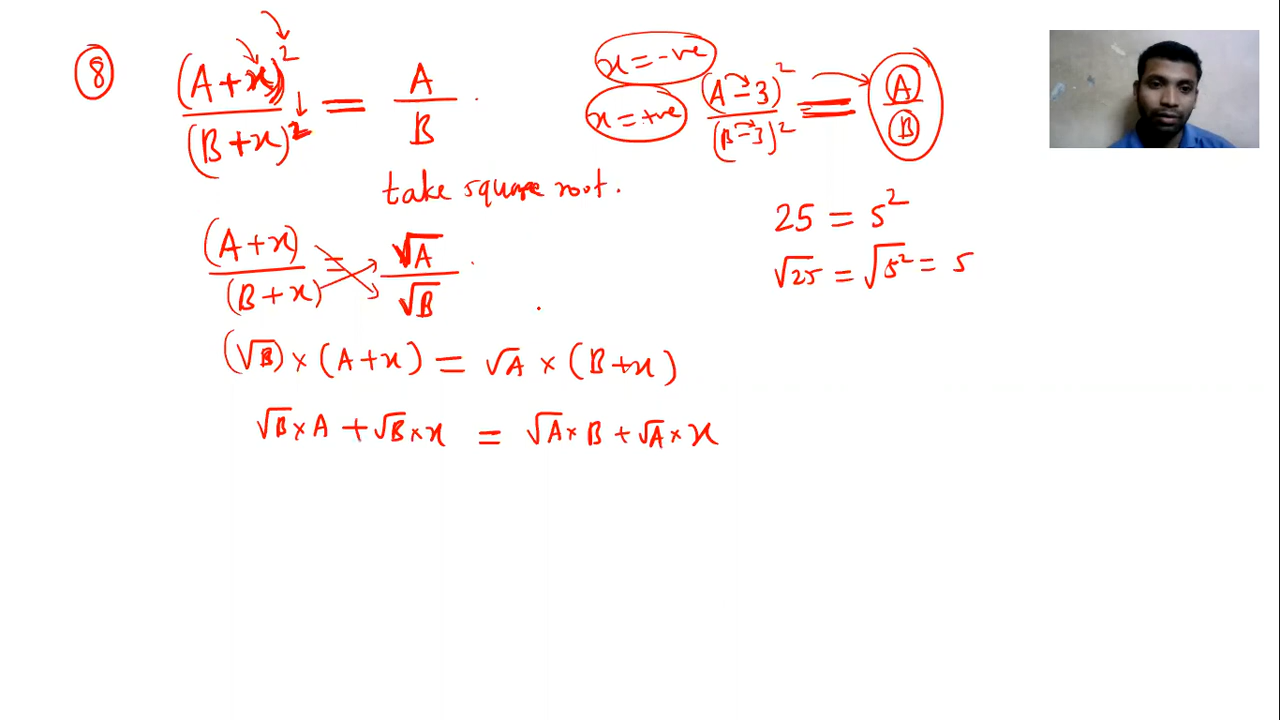 ⑧ (A+x)² / (B+x)² = A / B
take square root.
(A+x) / (B+x) = √A / √B
(√B) × (A+x) = √A × (B+x)
√B × A + √B × x = √A × B + √A × x
x = -ve
x = +ve
(A-3)² / (B-3)² = A / B
25 = 5²
√25 = √5² = 5